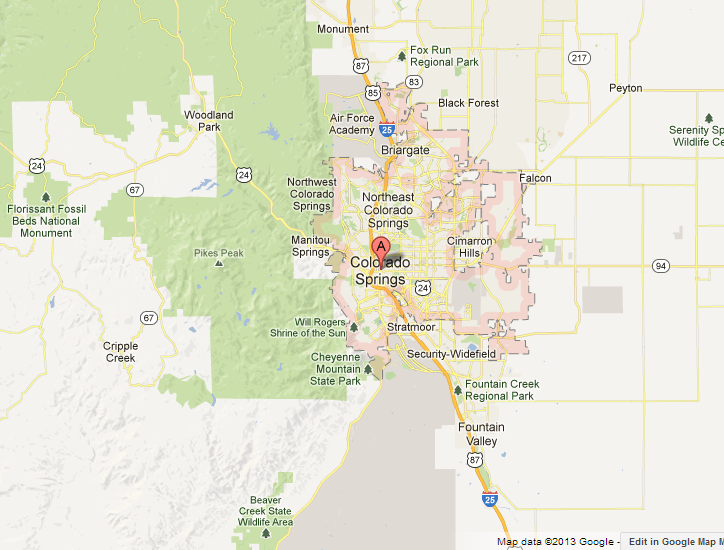 Monument
Fox Run
Regional Park
87
217
83
85
Peyton
Black Forest
Woodland
Park
Air Force
Academy
25
Serenity Sp
Wildlife Ce
Briargate
24
24
Falcon
67
Northwest
Colorado
Springs
Northeast
Colorado
Springs
Florissant Fossil
Beds National
Monument
Manitou
Springs
Cimarron
Hills
Pikes Peak
A
Colorado
Springs
94
24
67
Will Rogers
Shrine of the Sun
Stratmoor
Cripple
Creek
Cheyenne
Mountain
State Park
Security-Widefield
Fountain Creek
Regional Park
Fountain
Valley
87
25
Beaver
Creek State
Wildlife Area
Map data ©2013 Google -
Edit in Google Map M